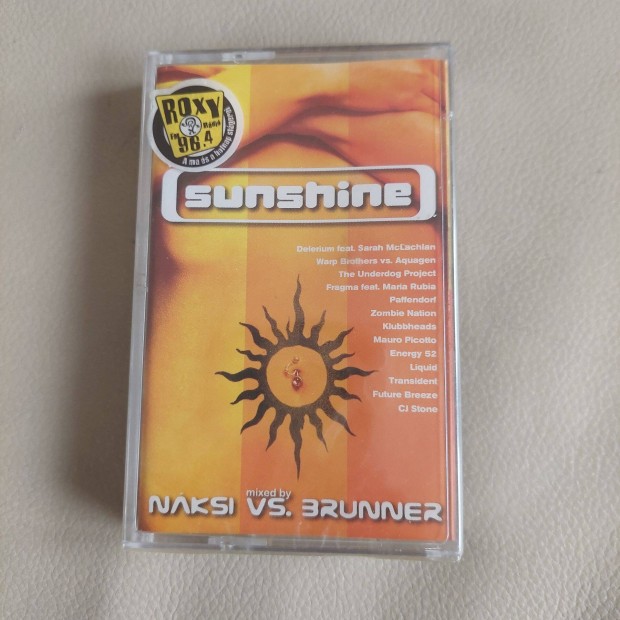 ROXY
FM Rádió
96.4
A ma és a holnap slágerei
sunshine
Delerium feat. Sarah McLachlan
Warp Brothers vs. Aquagen
The Underdog Project
Fragma feat. Maria Rubia
Paffendorf
Zombie Nation
Klubbheads
Mauro Picotto
Energy 52
Liquid
Transident
Future Breeze
CJ Stone
mixed by
NÁKSI VS. BRUNNER